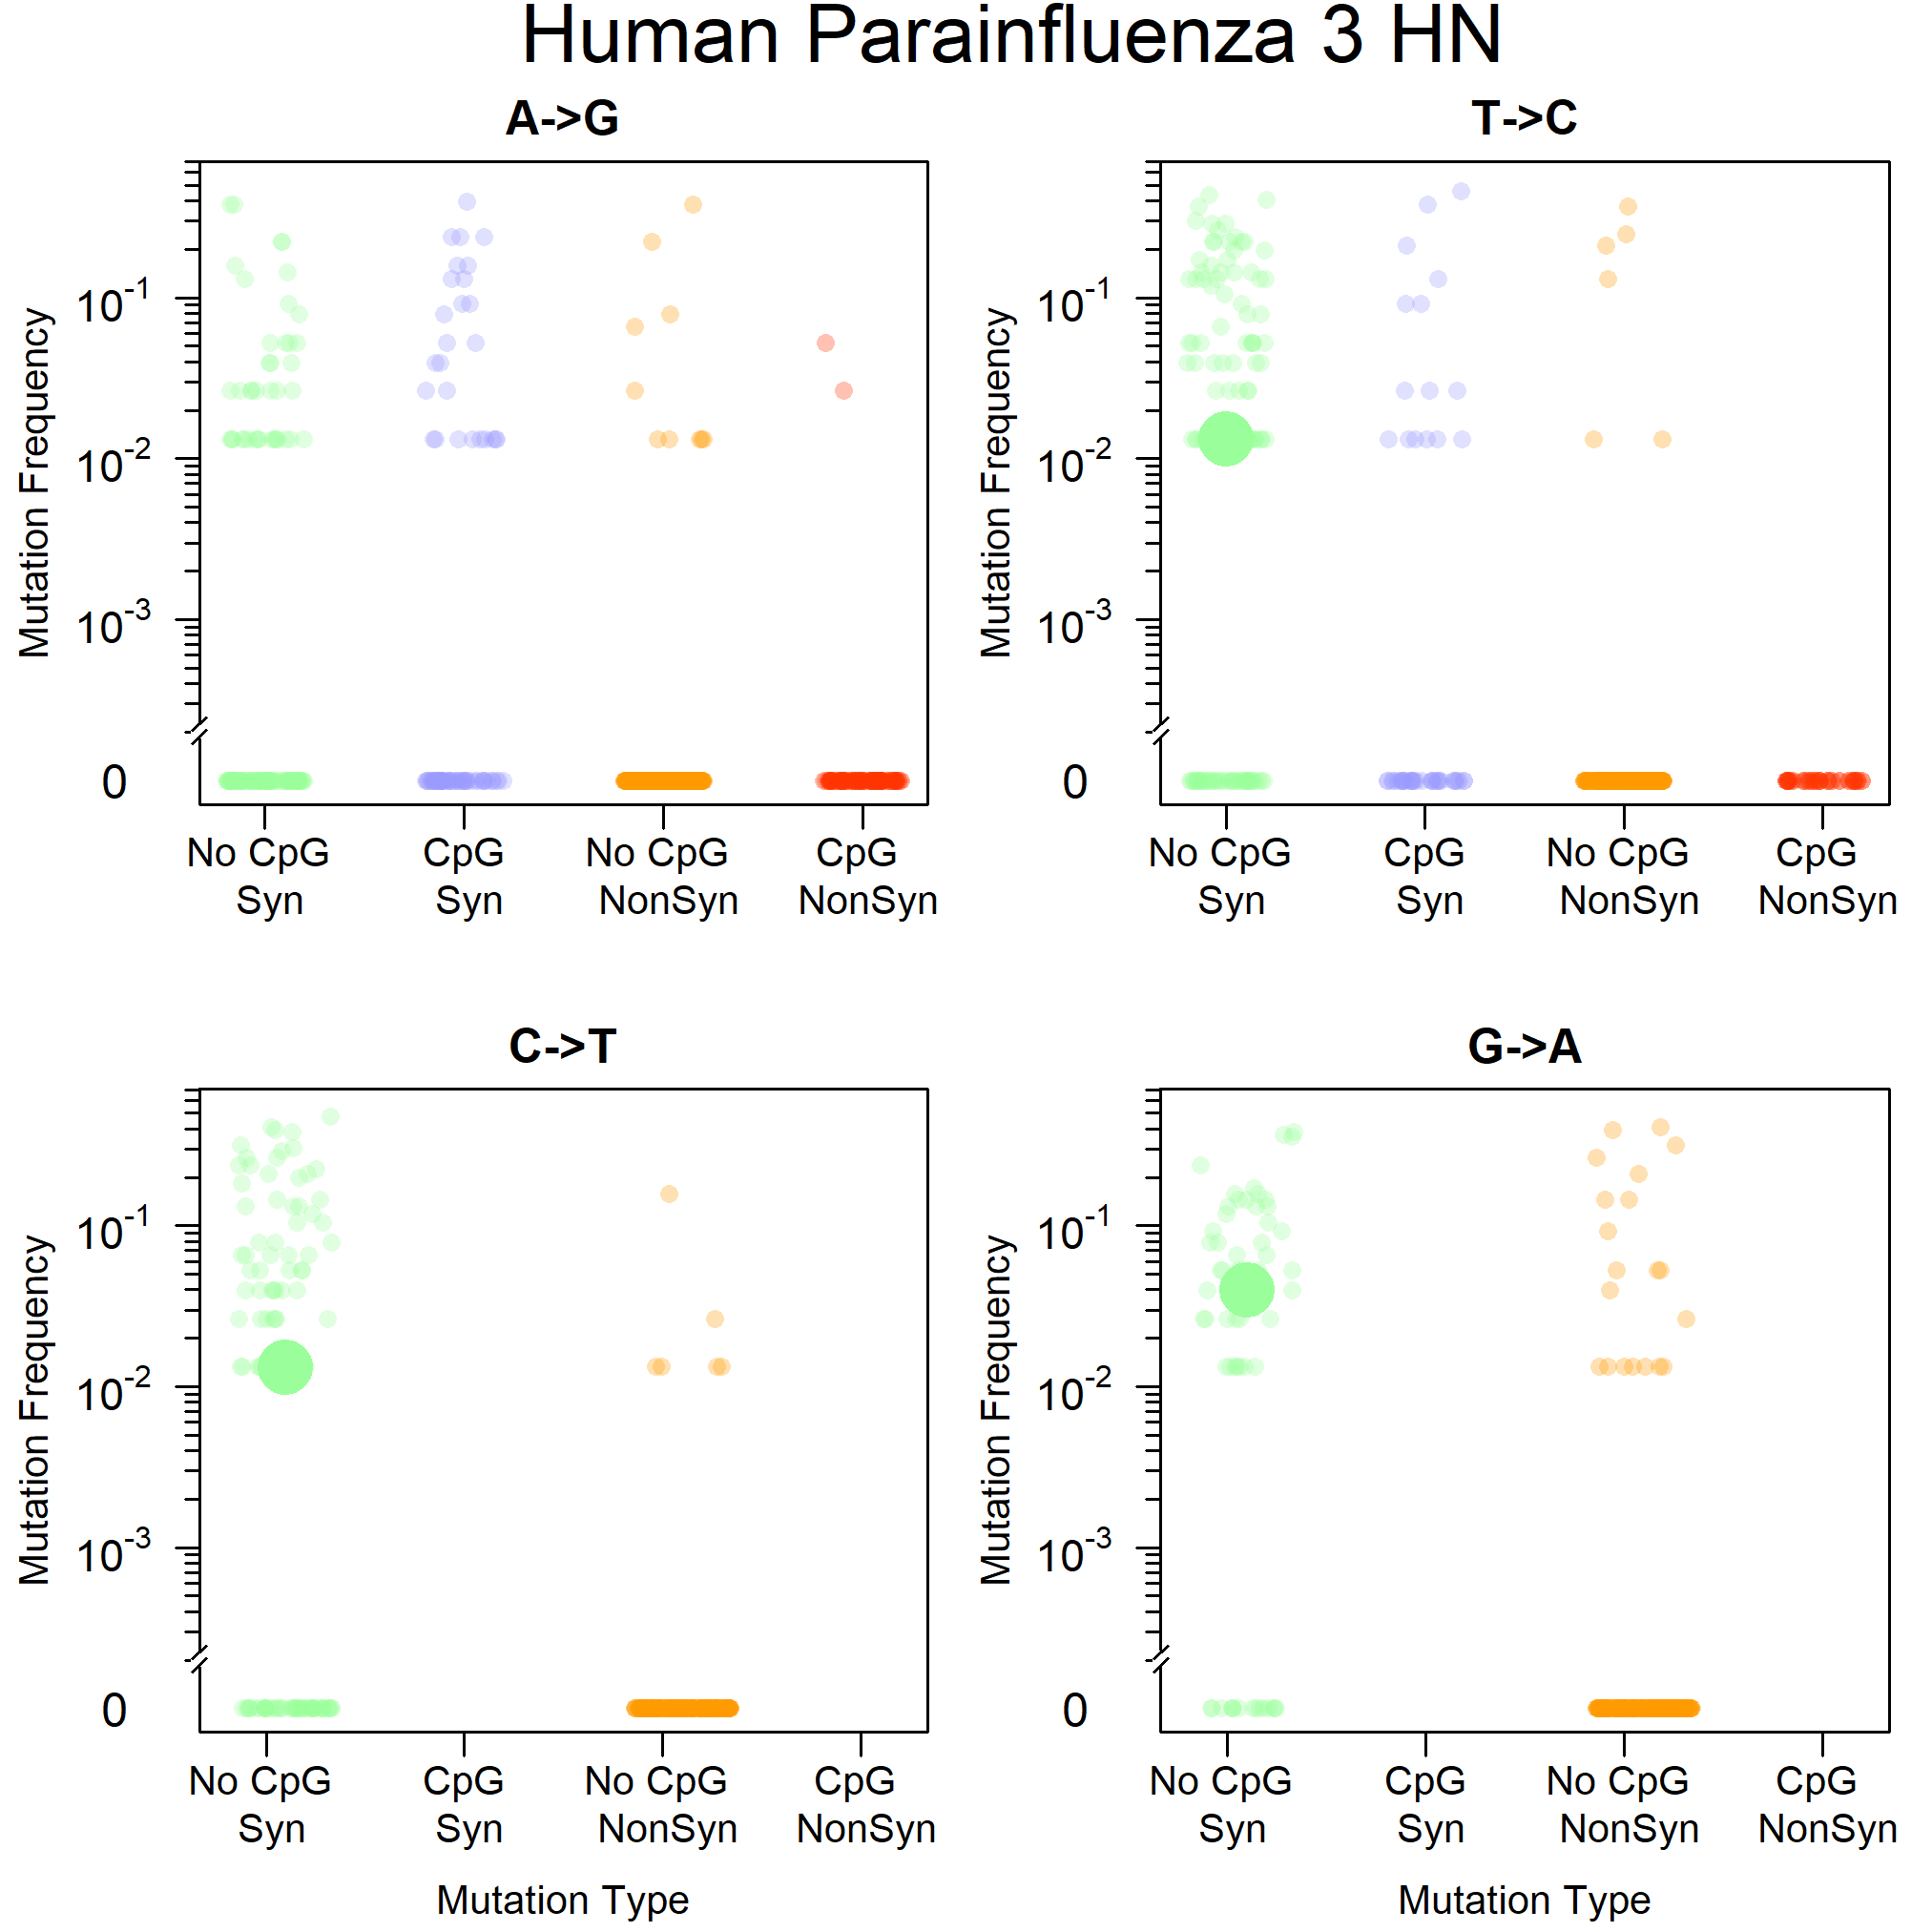 Human Parainfluenza 3 HN
A->G
Mutation Frequency
10^-1
10^-2
10^-3
0
No CpG
Syn
CpG
Syn
No CpG
NonSyn
CpG
NonSyn
T->C
Mutation Frequency
10^-1
10^-2
10^-3
0
No CpG
Syn
CpG
Syn
No CpG
NonSyn
CpG
NonSyn
C->T
Mutation Frequency
10^-1
10^-2
10^-3
0
No CpG
Syn
CpG
Syn
No CpG
NonSyn
CpG
NonSyn
Mutation Type
G->A
Mutation Frequency
10^-1
10^-2
10^-3
0
No CpG
Syn
CpG
Syn
No CpG
NonSyn
CpG
NonSyn
Mutation Type